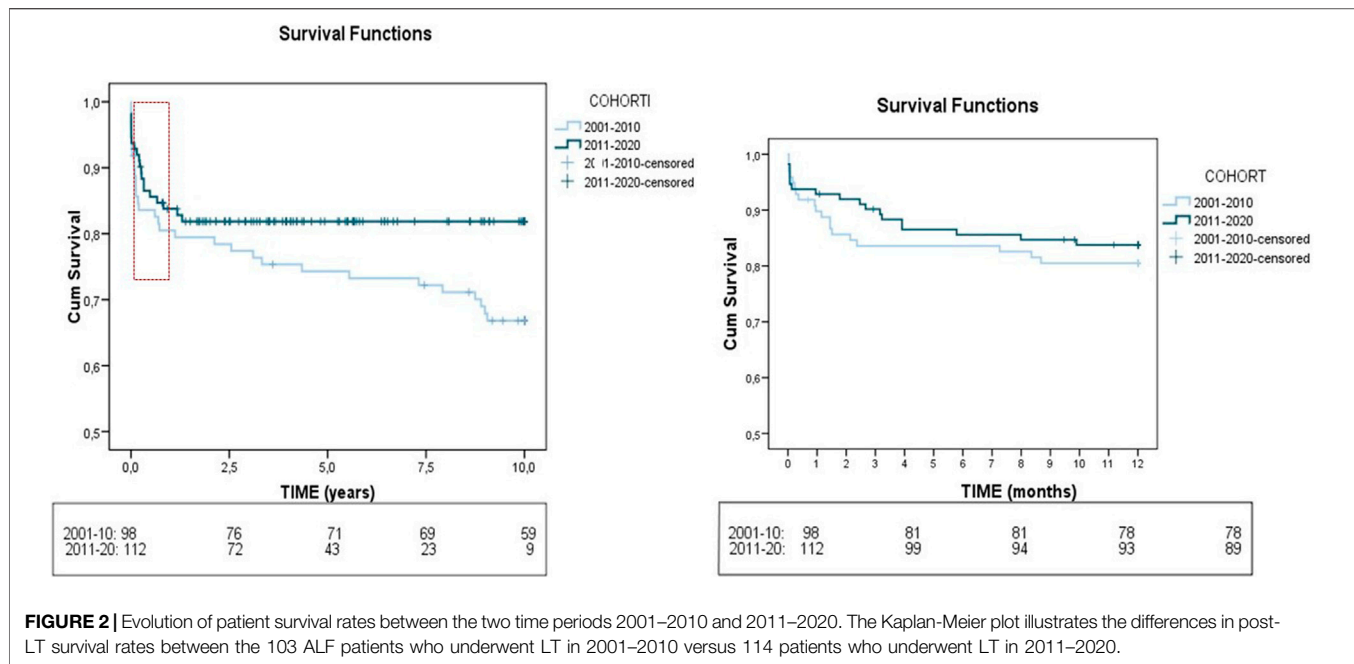 Survival Functions
1,0
0,9
0,8
0,7
0,6
0,5
Cum Survival
0,0 2,5 5,0 7,5 10,0
TIME (years)
COHORTI
2001-2010
2011-2020
2001-2010-censored
2011-2020-censored
2001-10: 98 76 71 69 59
2011-20: 112 72 43 23 9
Survival Functions
1,0
0,9
0,8
0,7
0,6
0,5
Cum Survival
0 1 2 3 4 5 6 7 8 9 10 11 12
TIME (months)
COHORT
2001-2010
2011-2020
2001-2010-censored
2011-2020-censored
2001-10: 98 81 81 78 78
2011-20: 112 99 94 93 89
FIGURE 2 | Evolution of patient survival rates between the two time periods 2001–2010 and 2011–2020. The Kaplan-Meier plot illustrates the differences in post-
LT survival rates between the 103 ALF patients who underwent LT in 2001–2010 versus 114 patients who underwent LT in 2011–2020.